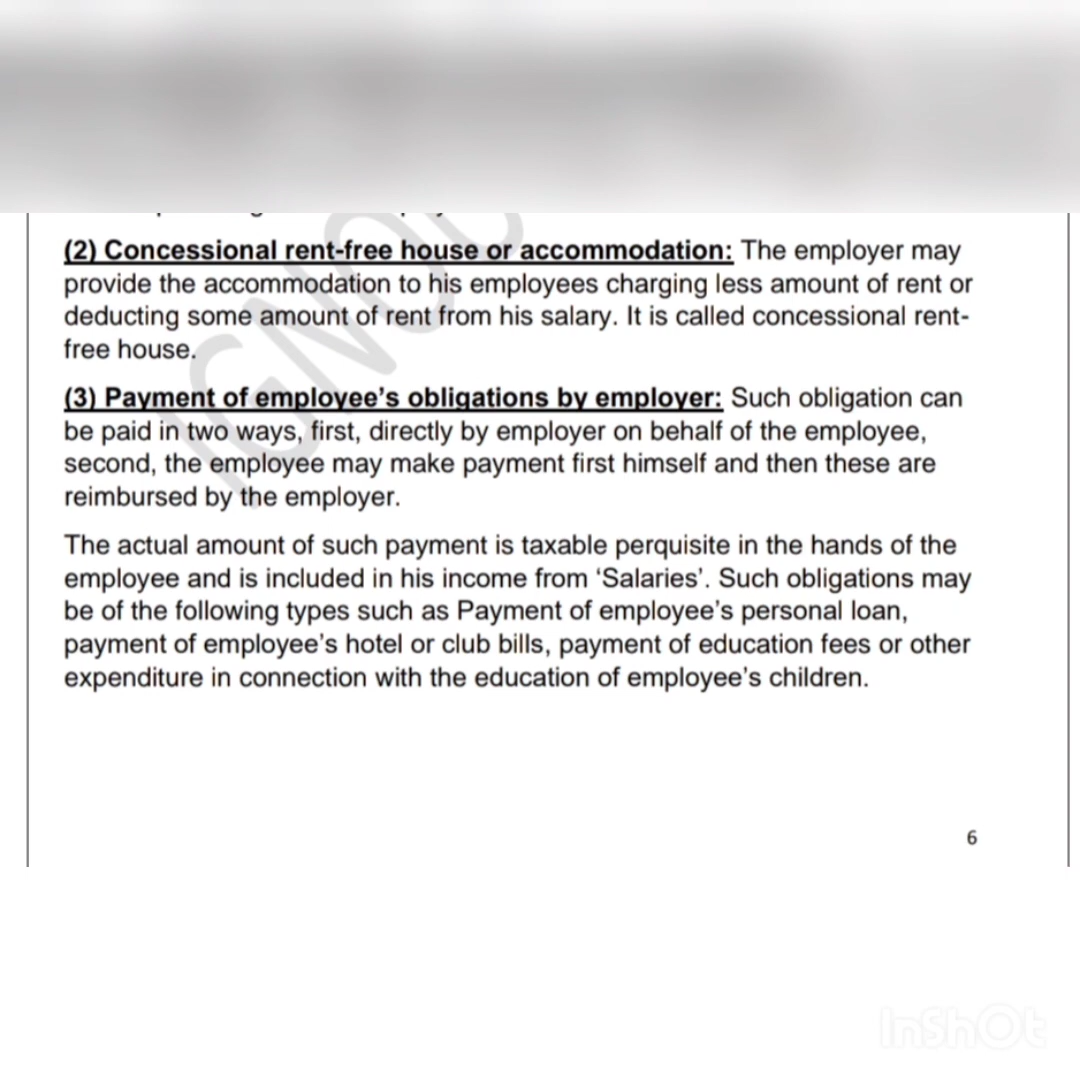 (2) Concessional rent-free house or accommodation: The employer may
provide the accommodation to his employees charging less amount of rent or
deducting some amount of rent from his salary. It is called concessional rent-
free house.
(3) Payment of employee's obligations by employer: Such obligation can
be paid in two ways, first, directly by employer on behalf of the employee,
second, the employee may make payment first himself and then these are
reimbursed by the employer.
The actual amount of such payment is taxable perquisite in the hands of the
employee and is included in his income from ‘Salaries’. Such obligations may
be of the following types such as Payment of employee’s personal loan,
payment of employee’s hotel or club bills, payment of education fees or other
expenditure in connection with the education of employee’s children.
6
InShOt